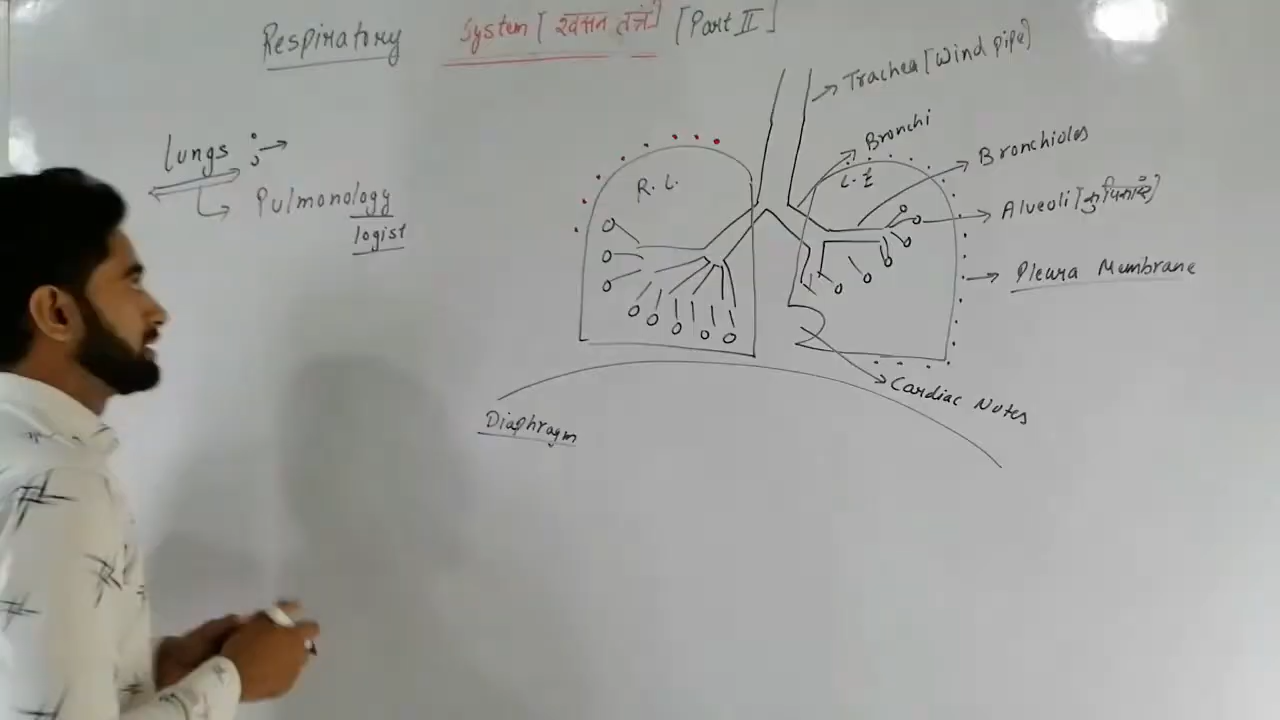 Respiratory System [श्वसन तंत्र] [Part II]
Trachea [Wind pipe]
Bronchi
Bronchioles
Lungs :→
R. L.
L. L
Pulmonology
logist
Alveoli [कुपिकाएं]
Pleura Membrane
Cardiac Notes
Diaphragm